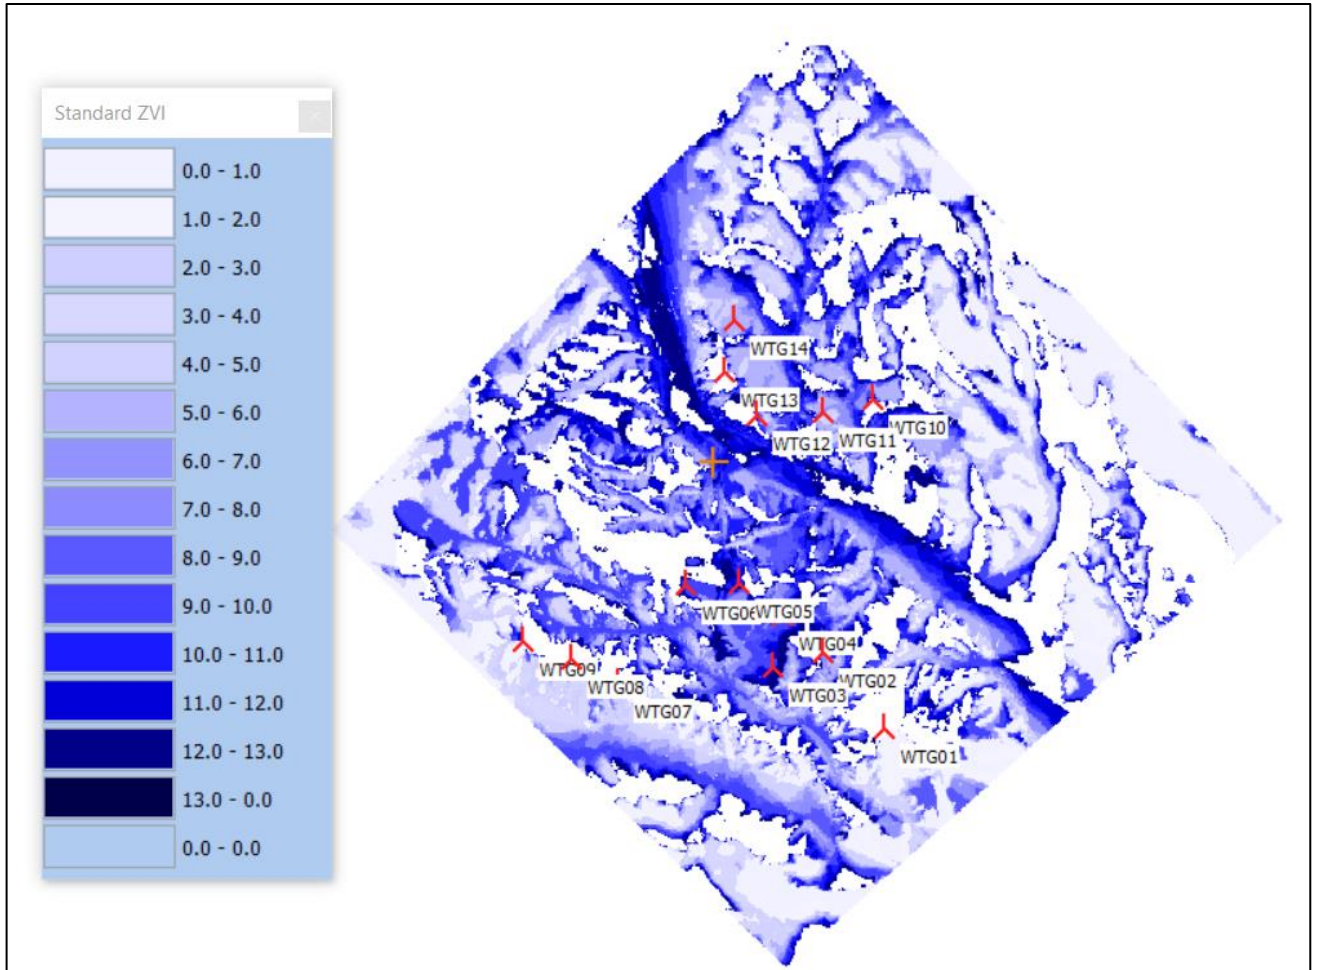 Standard ZVI
0.0 - 1.0
1.0 - 2.0
2.0 - 3.0
3.0 - 4.0
4.0 - 5.0
5.0 - 6.0
6.0 - 7.0
7.0 - 8.0
8.0 - 9.0
9.0 - 10.0
10.0 - 11.0
11.0 - 12.0
12.0 - 13.0
13.0 - 0.0
0.0 - 0.0
WTG14
WTG13
WTG10
WTG12
WTG11
WTG06
WTG05
WTG04
WTG09
WTG02
WTG08
WTG03
WTG07
WTG01